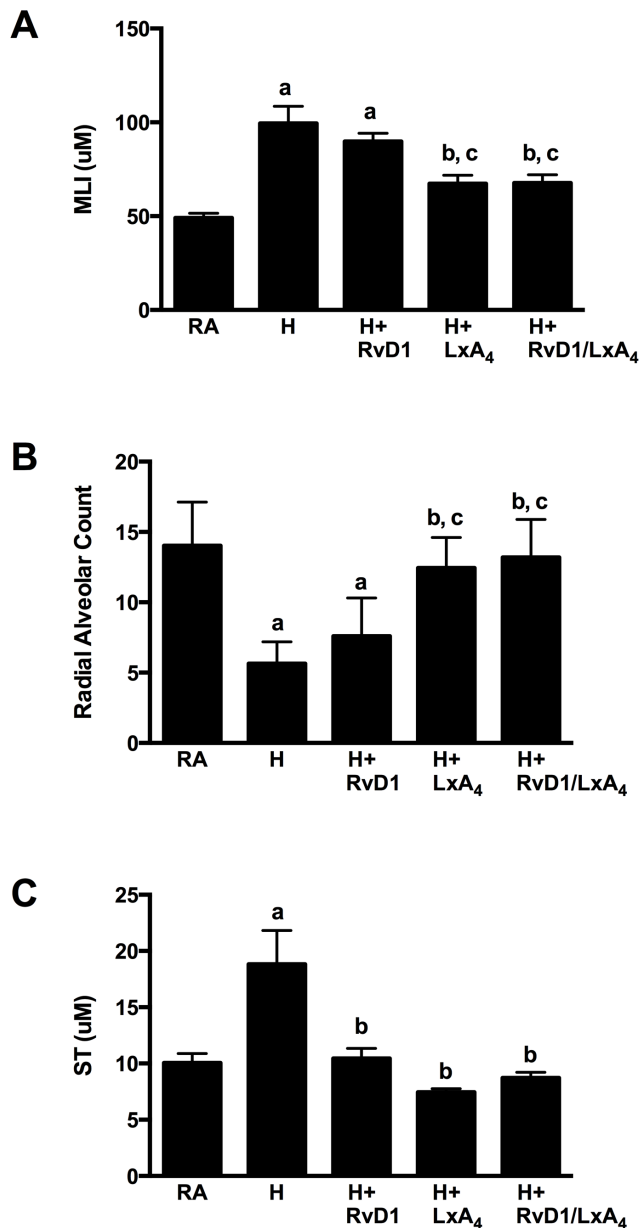 A
MLI (uM)
150
100
50
0
a
a
b, c
b, c
RA
H
H+
RvD1
H+
LxA₄
H+
RvD1/LxA₄
B
Radial Alveolar Count
20
15
10
5
0
a
a
b, c
b, c
RA
H
H+
RvD1
H+
LxA₄
H+
RvD1/LxA₄
C
ST (uM)
25
20
15
10
5
0
a
b
b
b
RA
H
H+
RvD1
H+
LxA₄
H+
RvD1/LxA₄